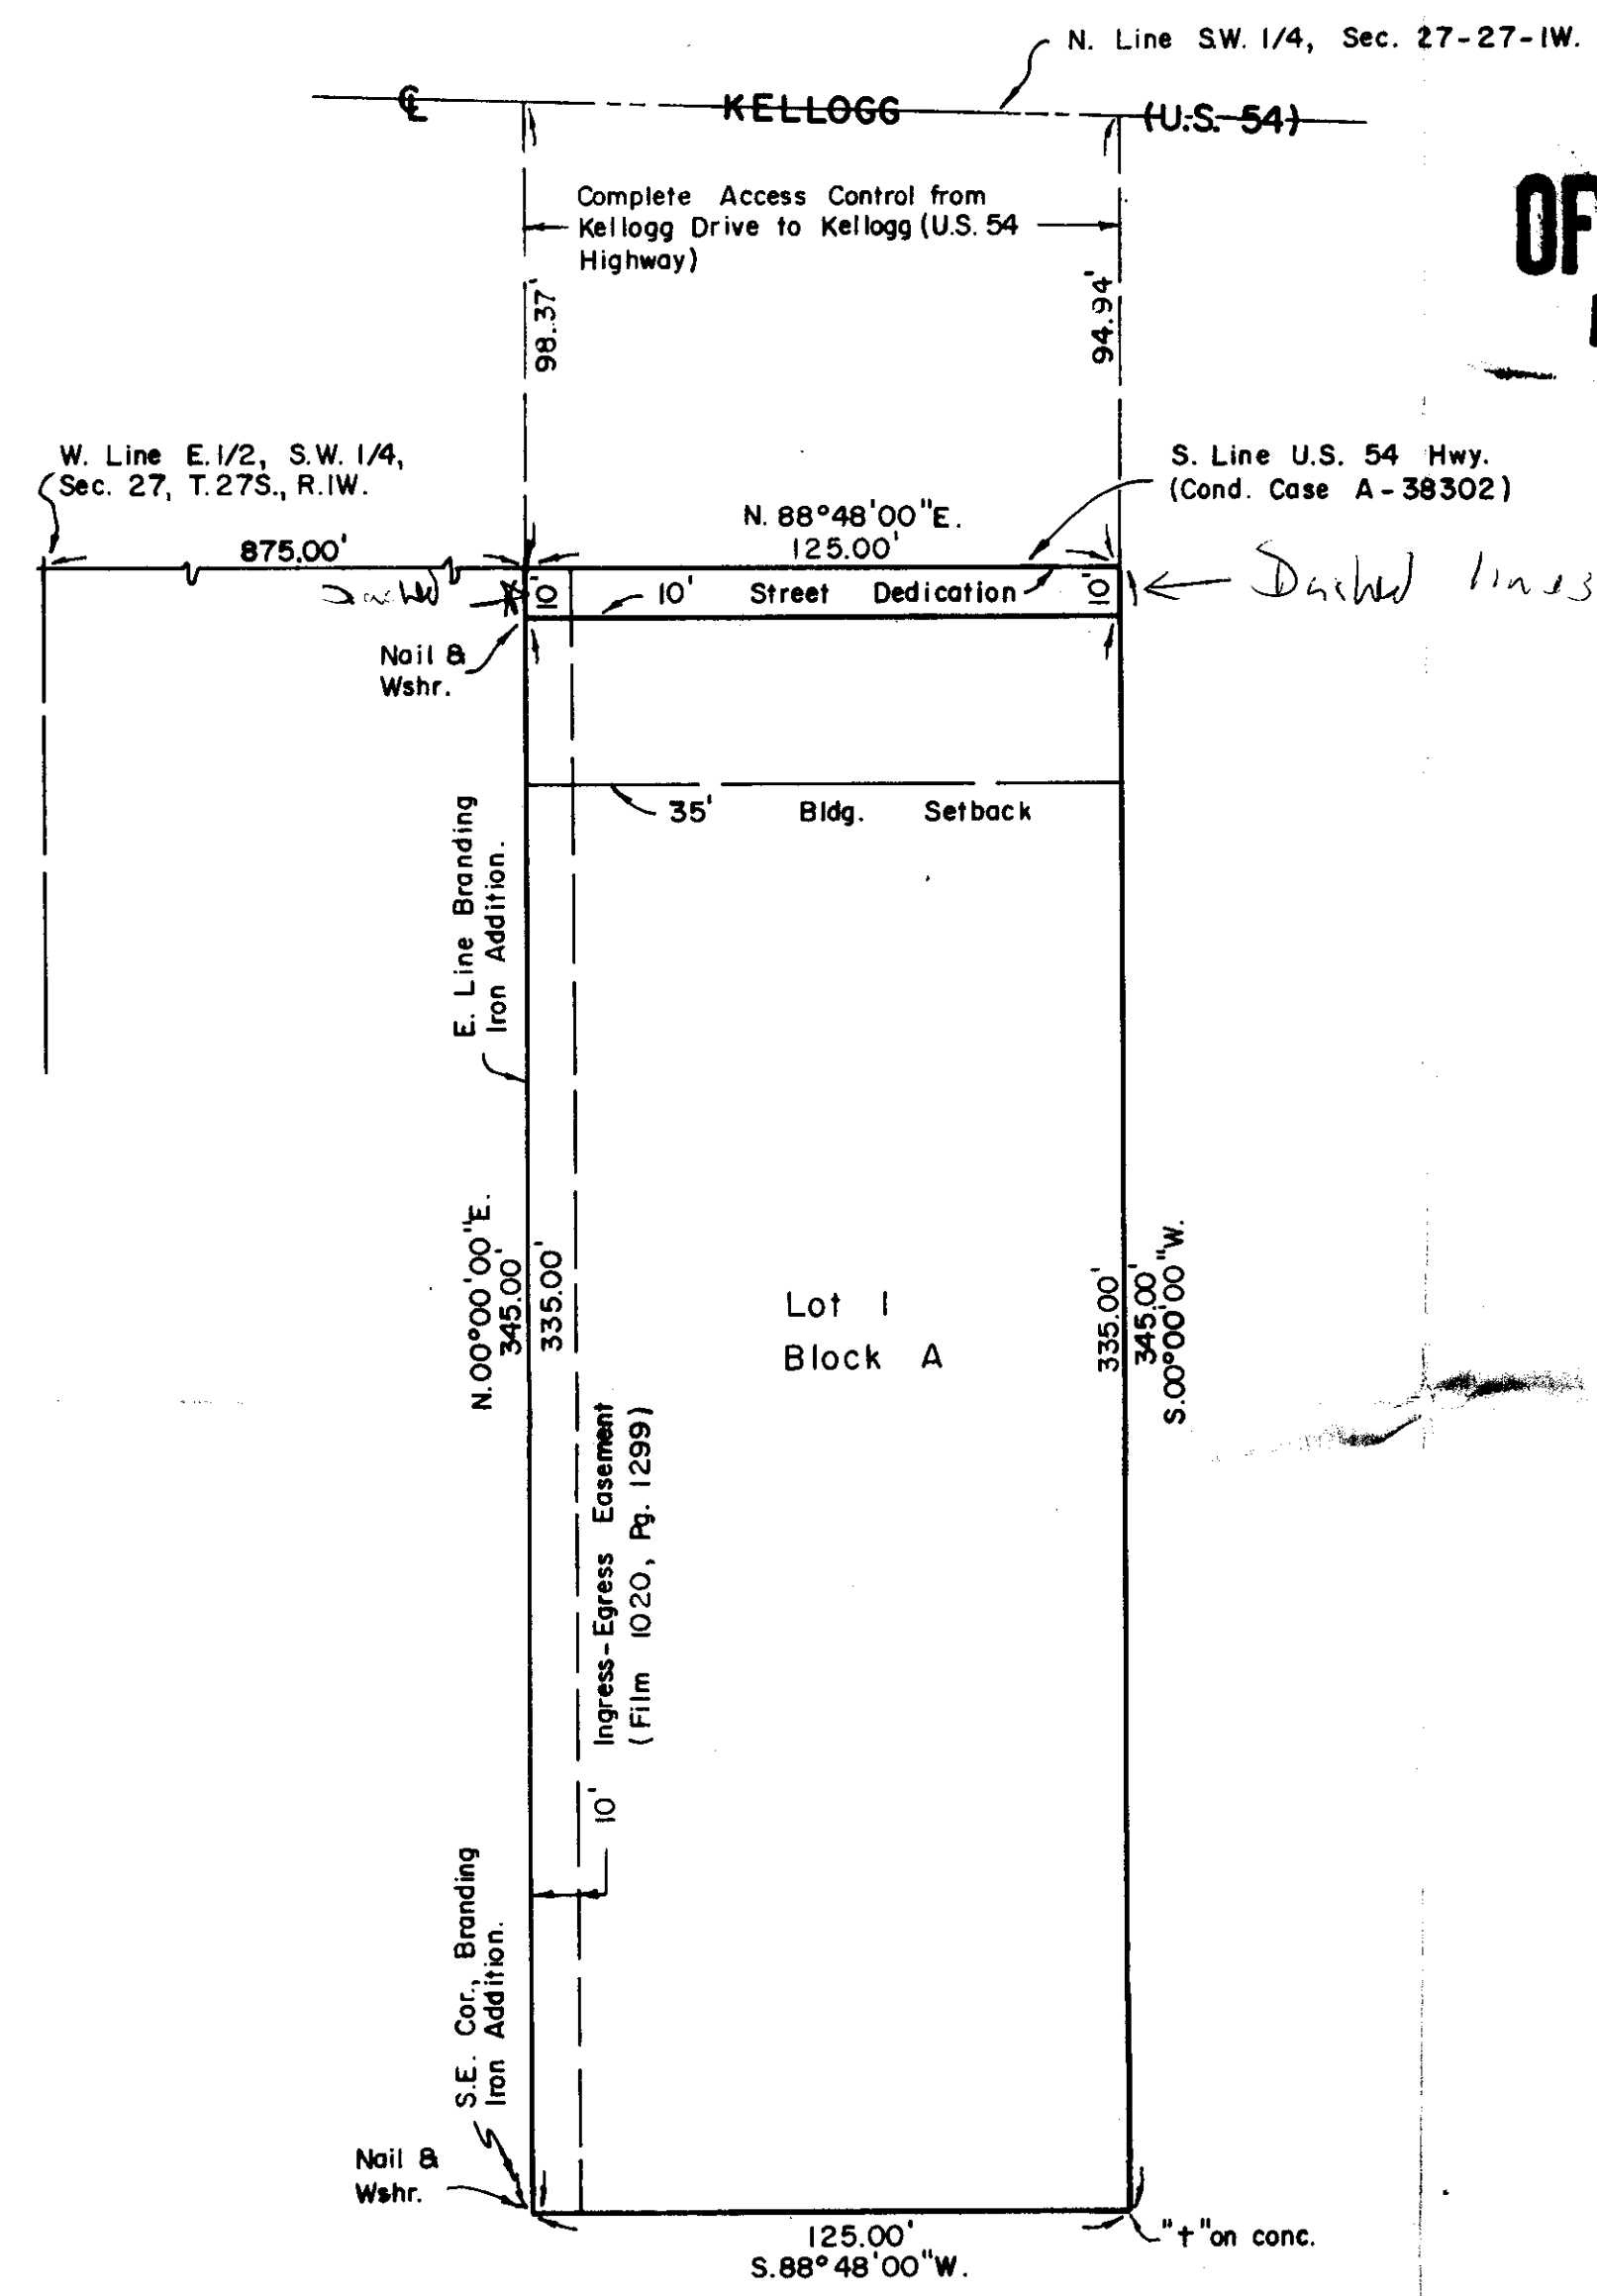 N. Line S.W. 1/4, Sec. 27-27-1W.
℄ KELLOGG (U.S. 54)
OF
Complete Access Control from
Kellogg Drive to Kellogg (U.S. 54
Highway)
98.37'
94.94'
W. Line E. 1/2, S.W. 1/4,
Sec. 27, T. 27S., R. 1W.
S. Line U.S. 54 Hwy.
(Cond. Case A-38302)
N. 88°48'00"E.
875.00'
125.00'
Dashed
10'
10' Street Dedication
10'
Dashed lines
Nail &
Wshr.
35' Bldg. Setback
E. Line Branding
Iron Addition.
N.00°00'00"E.
345.00'
335.00'
Lot 1
Block A
335.00'
345.00'
S.00°00'00"W.
10' Ingress-Egress Easement
(Film 1020, Pg. 1299)
S.E. Cor., Branding
Iron Addition.
Nail &
Wshr.
125.00'
S.88°48'00"W.
"+" on conc.